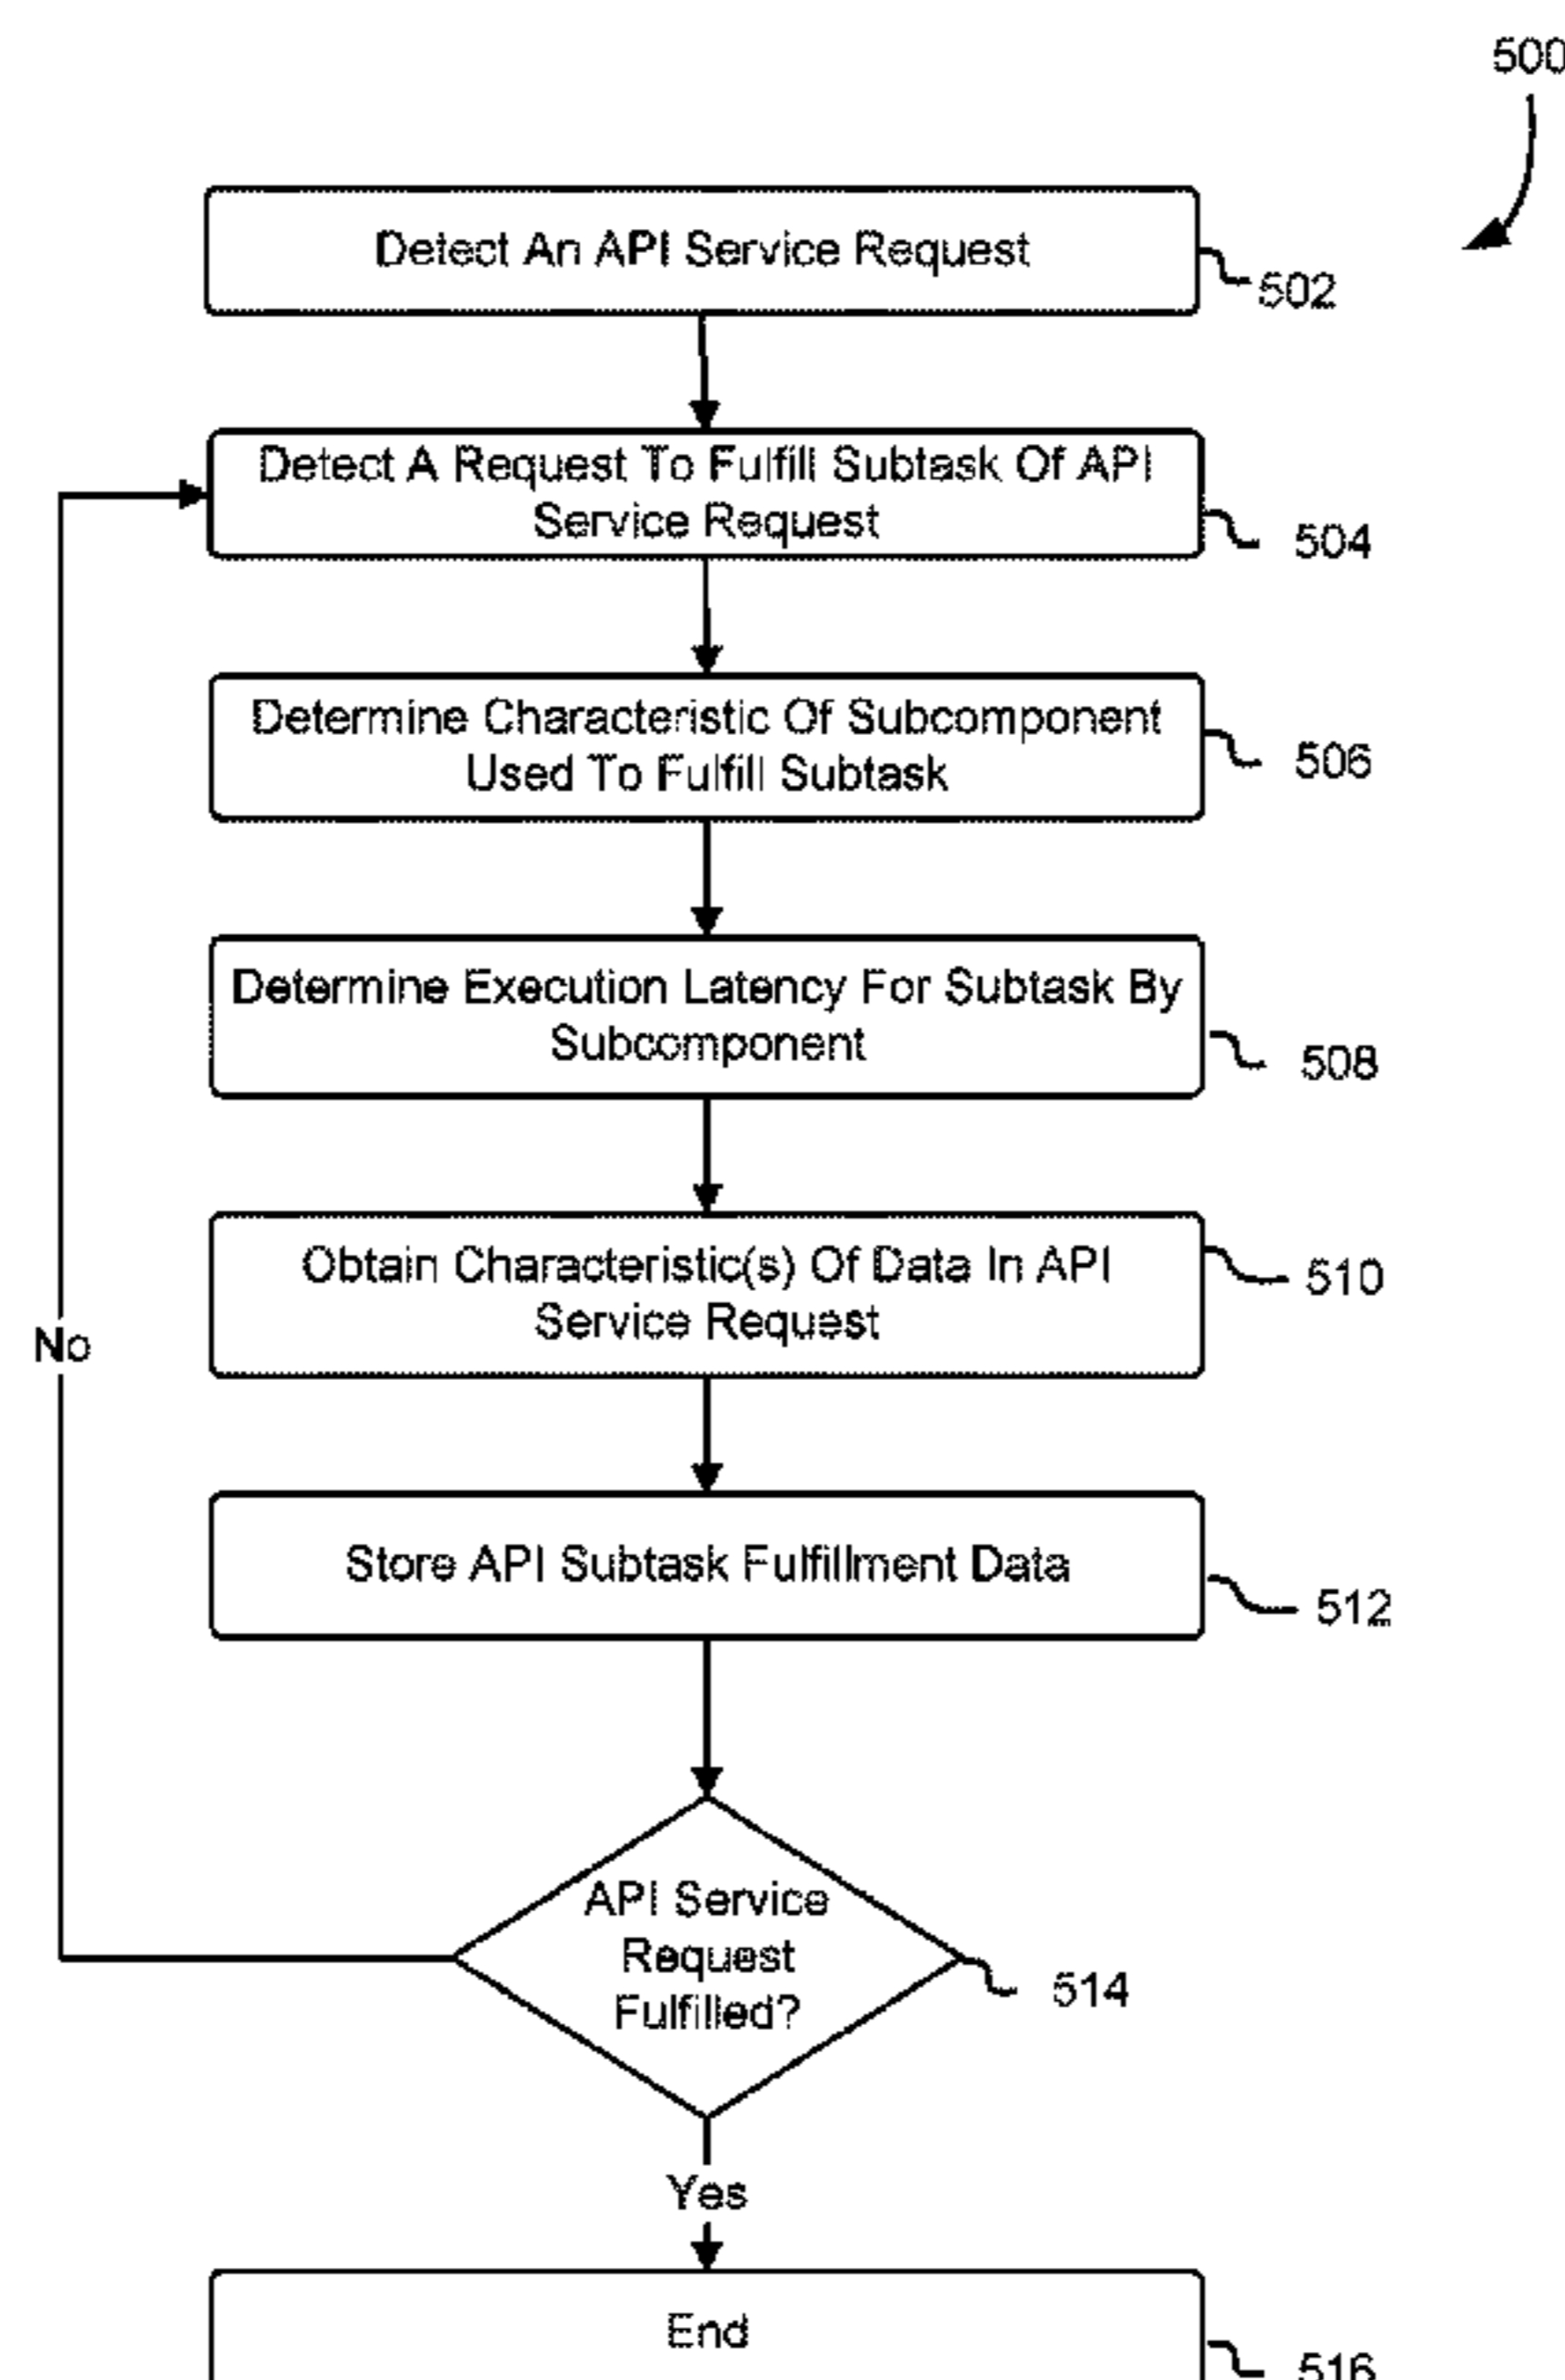 500
Detect An API Service Request
502
Detect A Request To Fulfill Subtask Of API
Service Request
504
Determine Characteristic Of Subcomponent
Used To Fulfill Subtask
506
Determine Execution Latency For Subtask By
Subcomponent
508
Obtain Characteristic(s) Of Data In API
Service Request
510
No
Store API Subtask Fulfillment Data
512
API Service
Request
Fulfilled?
514
Yes
End
516